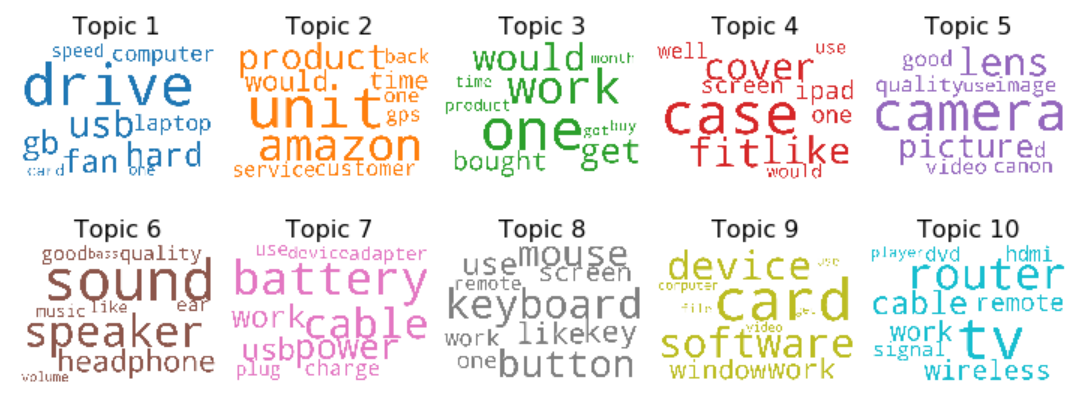 Topic 1
speed computer
drive
usb laptop
gb fan hard
card one
Topic 2
product back
would. time
unit one
gps
amazon
service customer
Topic 3
would month
time work
product
one got buy
bought get
Topic 4
well use
cover
screen ipad
case one
fit like
would
Topic 5
good lens
quality use image
camera
picture d
video canon
Topic 6
good bass quality
sound
music like ear
speaker
headphone
volume
Topic 7
use device adapter
battery
work cable
usb power
plug charge
Topic 8
mouse
use screen
remote
keyboard
work like key
one button
Topic 9
device use
computer
file card get
video
software
window work
Topic 10
player dvd hdmi
router
cable remote
work tv
signal
wireless